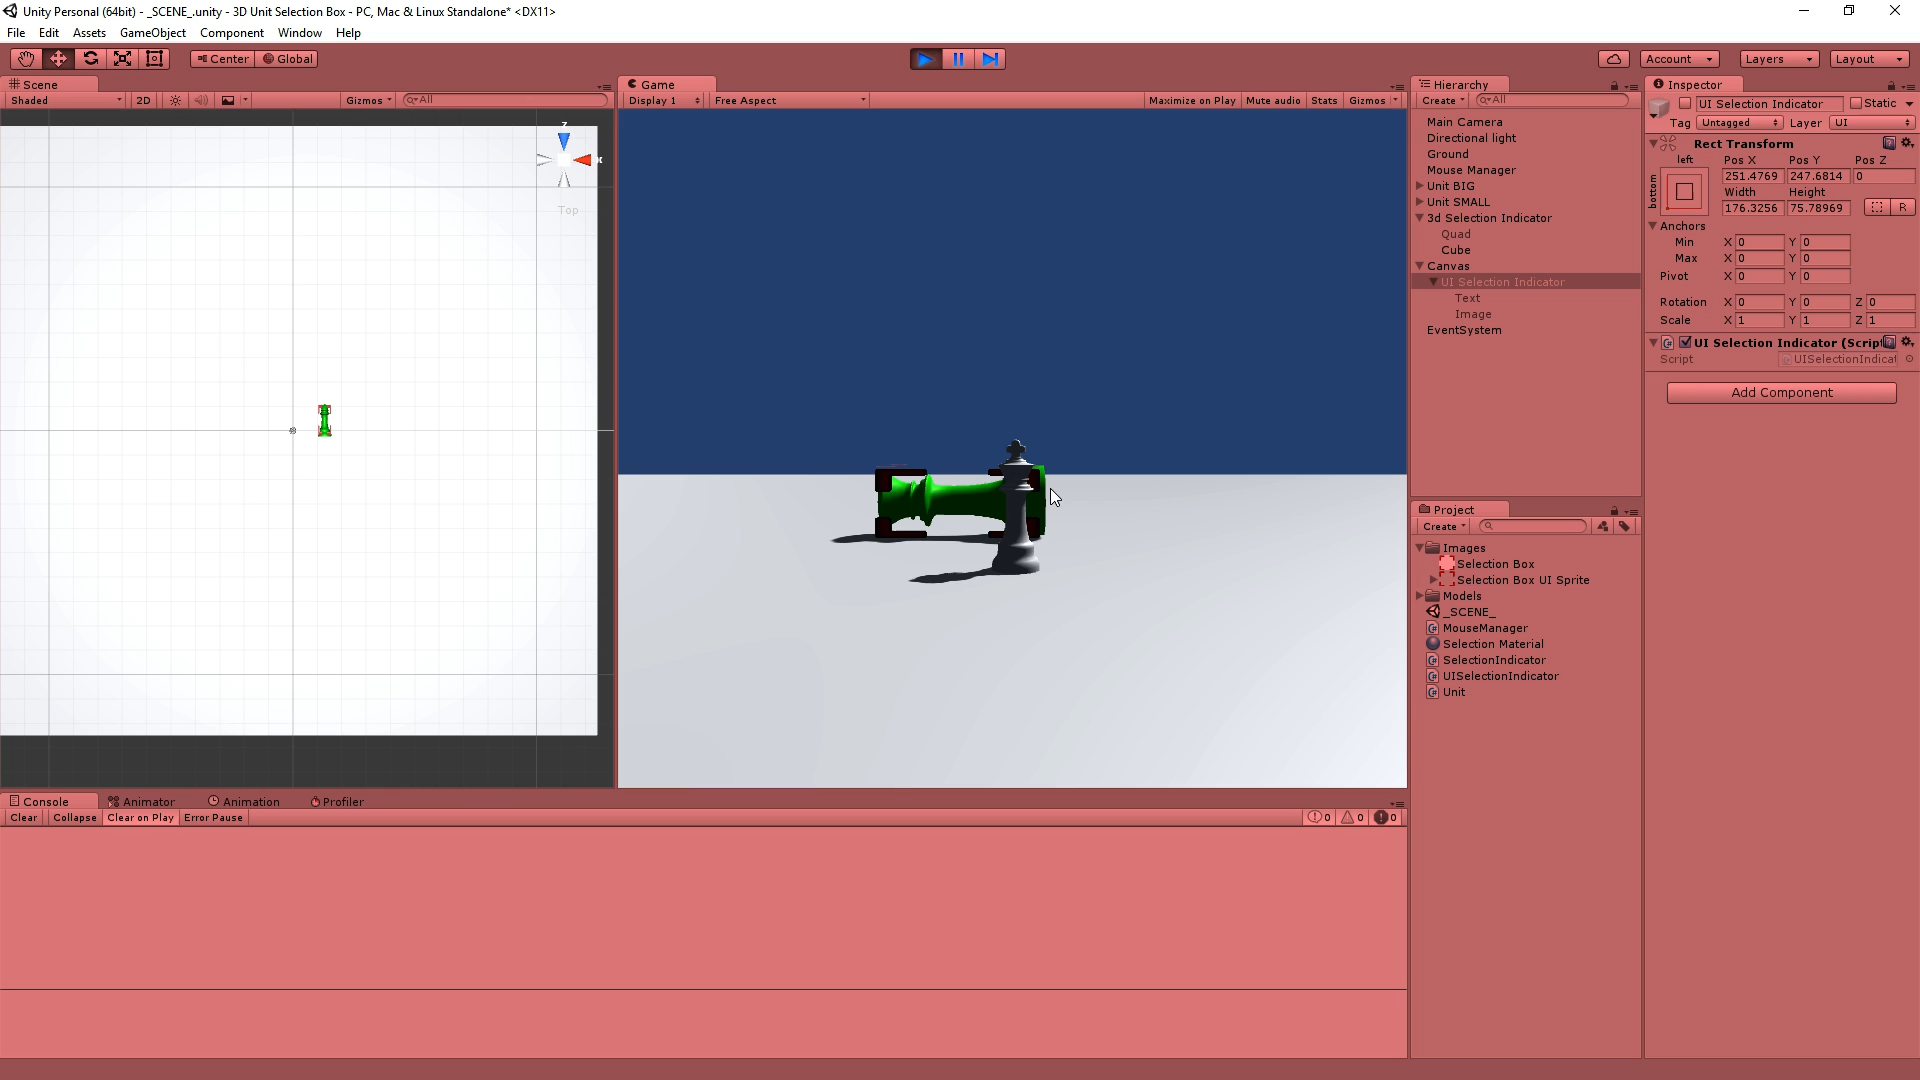 Unity Personal (64bit) - _SCENE_.unity - 3D Unit Selection Box - PC, Mac & Linux Standalone* <DX11>
File Edit Assets GameObject Component Window Help
Center Global Account Layers Layout
Scene
Shaded 2D Gizmos All
z
x
Top
Game
Display 1 Free Aspect Maximize on Play Mute audio Stats Gizmos
Hierarchy
Create All
Main Camera
Directional light
Ground
Mouse Manager
Unit BIG
Unit SMALL
3d Selection Indicator
Quad
Cube
Canvas
UI Selection Indicator
Text
Image
EventSystem
Project
Create
Images
Selection Box
Selection Box UI Sprite
Models
_SCENE_
MouseManager
Selection Material
SelectionIndicator
UISelectionIndicator
Unit
Inspector
UI Selection Indicator Static
Tag Untagged Layer UI
Rect Transform
left Pos X Pos Y Pos Z
bottom 251.4769 247.6814 0
Width Height
176.3256 75.78969 R
Anchors
Min X 0 Y 0
Max X 0 Y 0
Pivot X 0 Y 0
Rotation X 0 Y 0 Z 0
Scale X 1 Y 1 Z 1
UI Selection Indicator (Script
Script UISelectionIndicat
Add Component
Console Animator Animation Profiler
Clear Collapse Clear on Play Error Pause 0 0 0